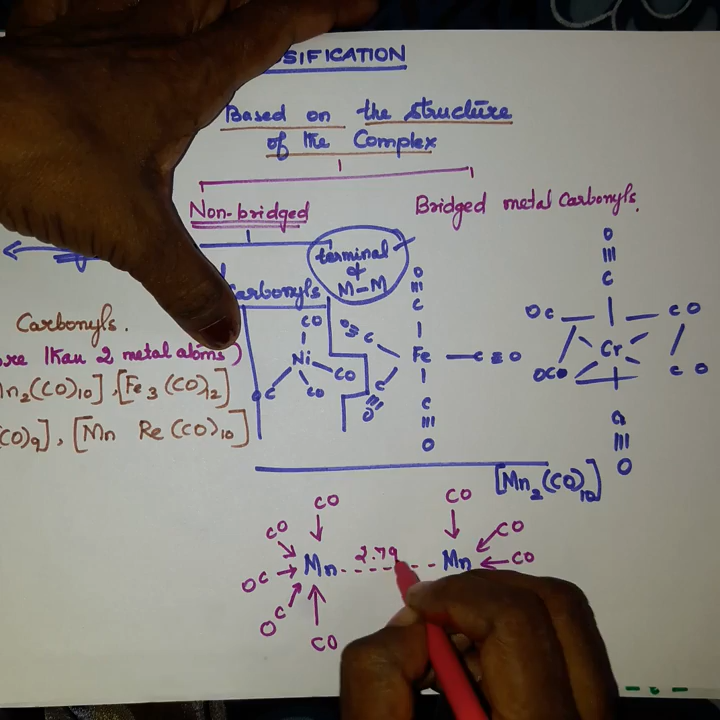 SIFICATION
Based on the structure
of the Complex
Non-bridged
Bridged metal Carbonyls.
terminal
of
M-M
Carbonyls
Carbonyls.
ore than 2 metal atoms)
n₂(CO)₁₀], [Fe₃(CO)₁₂]
(CO)₉], [Mn Re(CO)₁₀]
CO
Ni
CO
CO
OC
O
≡
C
O≡C
Fe
—C≡O
C
≡
O
C
≡
O
O
≡
C
OC
CO
Cr
OCO
CO
C
≡
O
[Mn₂(CO)₁₀]
CO
CO
OC
OC
CO
Mn
2.79
Mn
CO
CO
CO